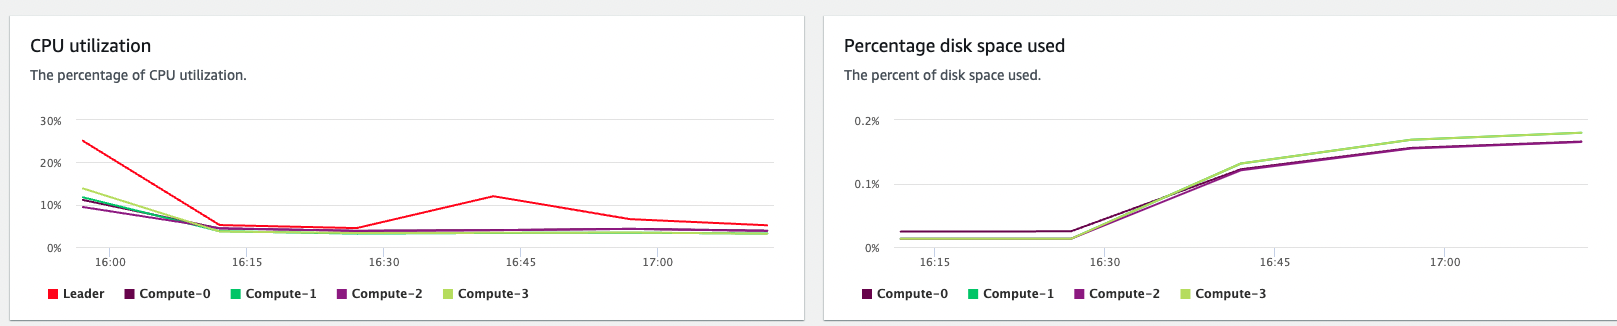 CPU utilization
The percentage of CPU utilization.
30%
20%
10%
0%
16:00 16:15 16:30 16:45 17:00
Leader Compute-0 Compute-1 Compute-2 Compute-3
Percentage disk space used
The percent of disk space used.
0.2%
0.1%
0%
16:15 16:30 16:45 17:00
Compute-0 Compute-1 Compute-2 Compute-3